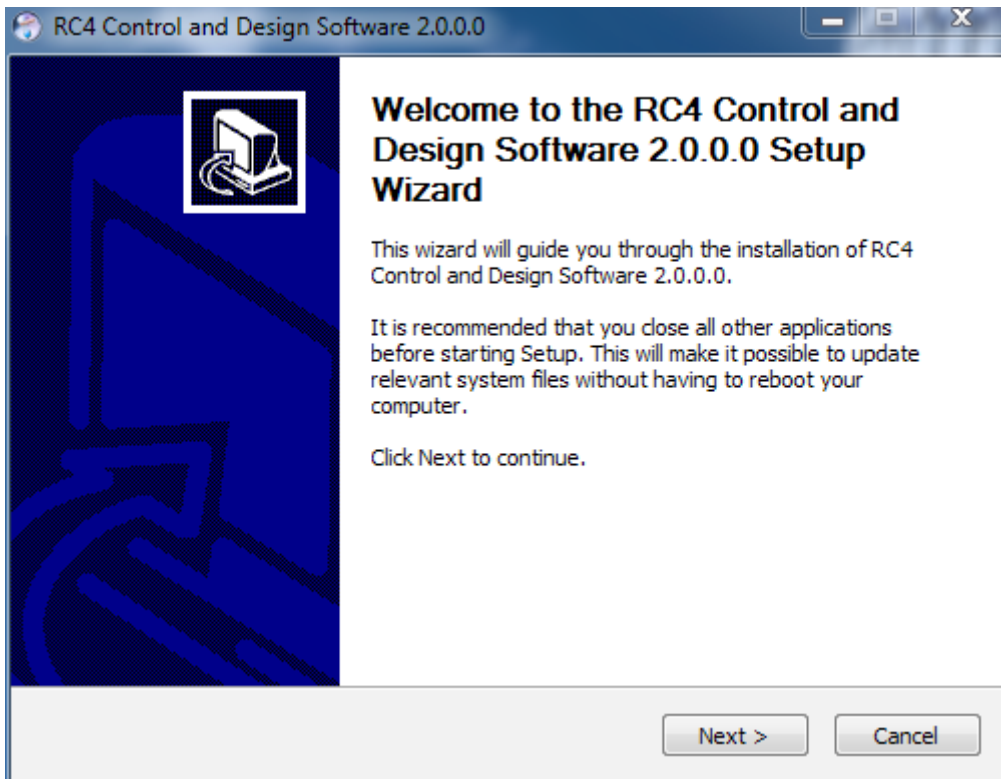 RC4 Control and Design Software 2.0.0.0
Welcome to the RC4 Control and
Design Software 2.0.0.0 Setup
Wizard
This wizard will guide you through the installation of RC4
Control and Design Software 2.0.0.0.
It is recommended that you close all other applications
before starting Setup. This will make it possible to update
relevant system files without having to reboot your
computer.
Click Next to continue.
Next >
Cancel